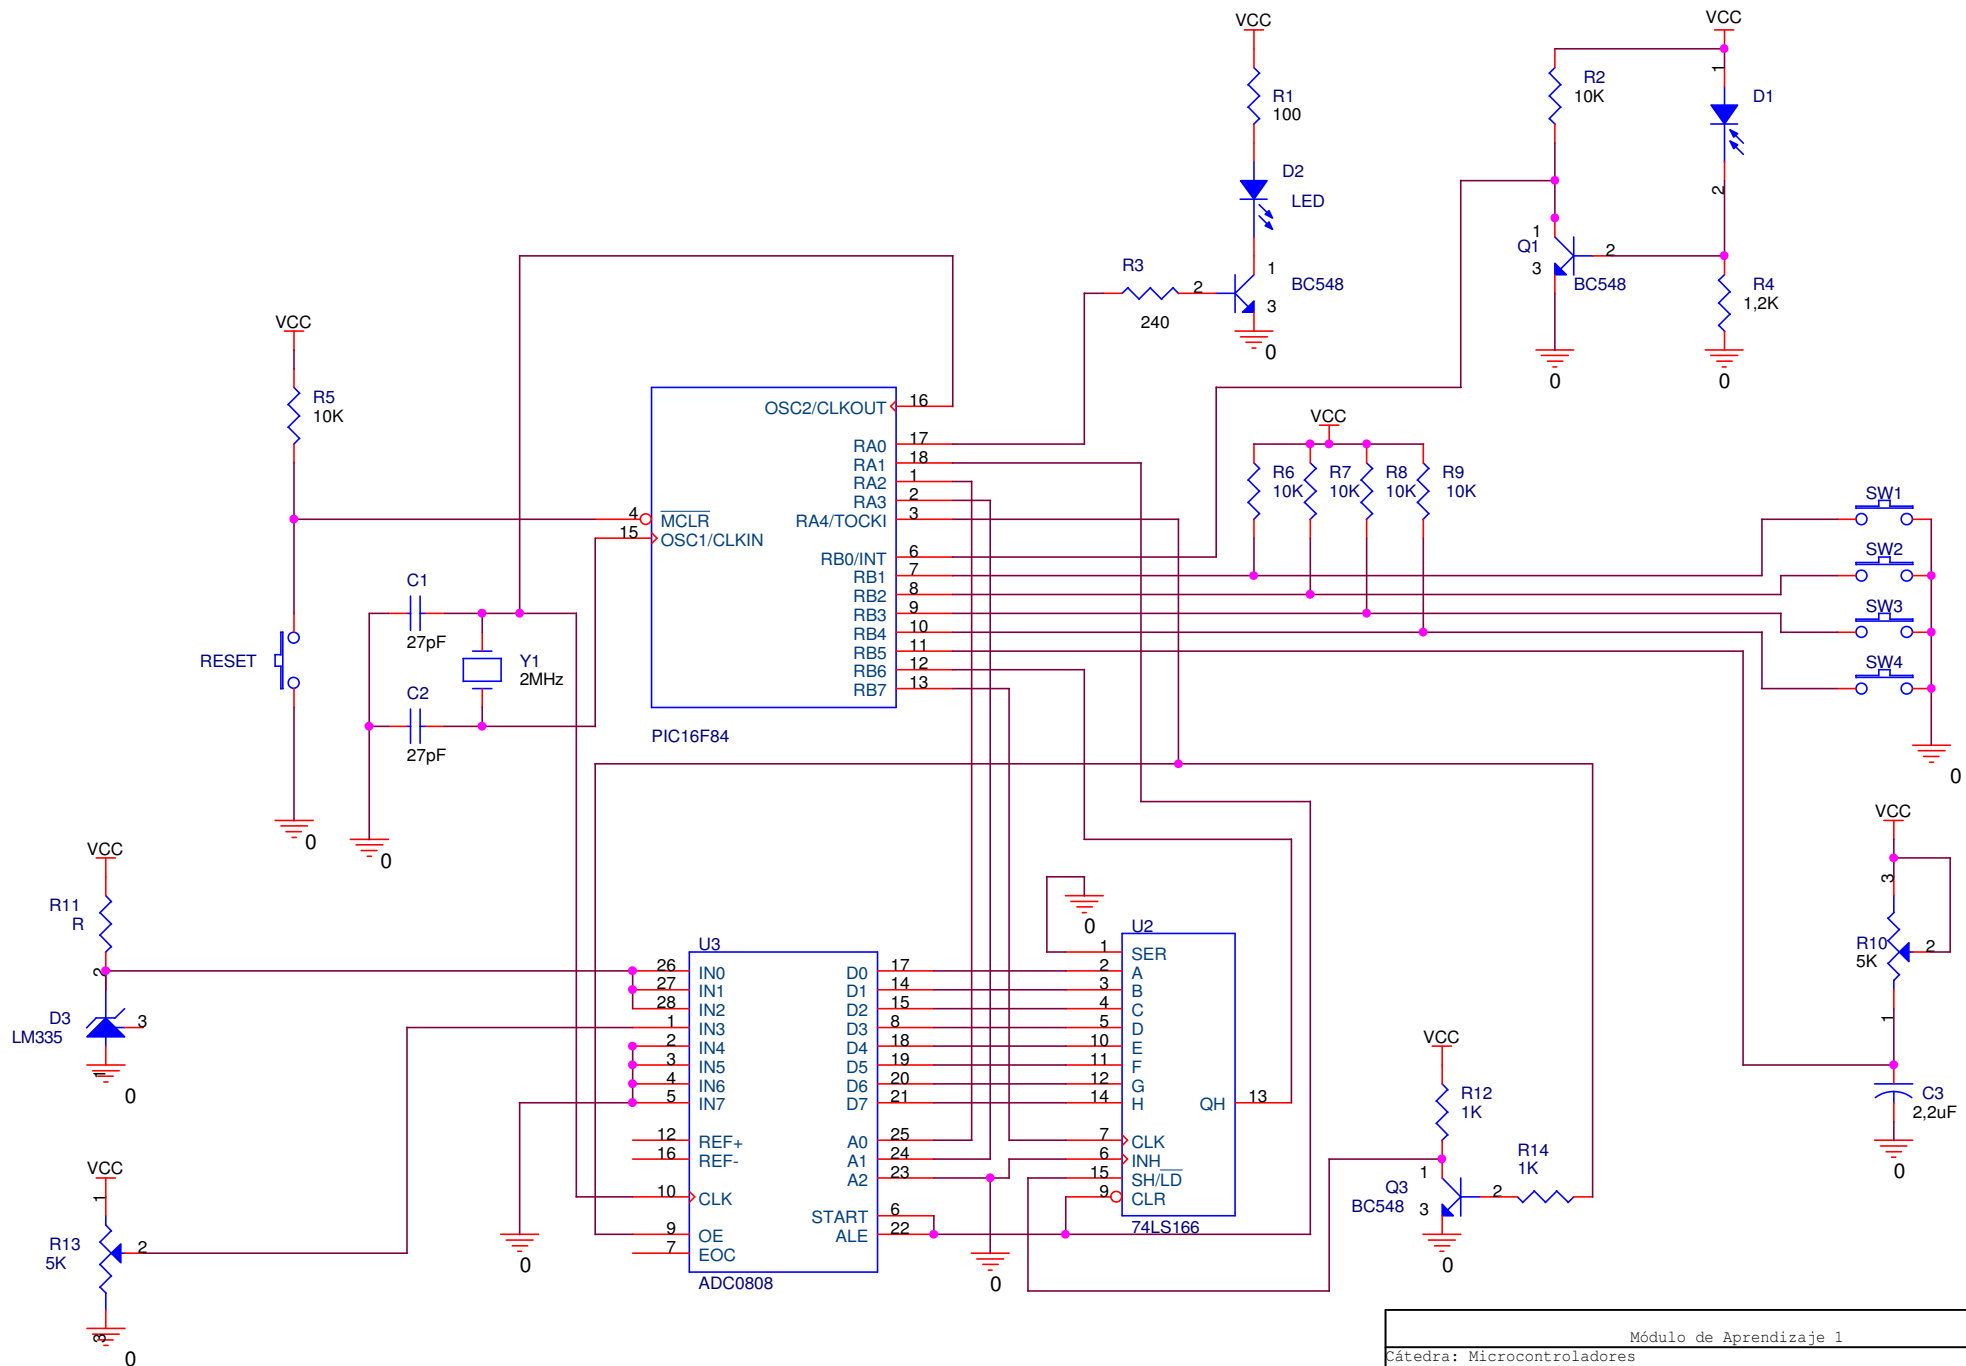 VCC
R1
100
D2
LED
R3
240
2
1
BC548
3
0
VCC
R2
10K
1
D1
2
1
Q1
3
2
BC548
R4
1,2K
0
0
VCC
R5
10K
RESET
0
C1
27pF
C2
27pF
Y1
2MHz
0
4
MCLR
15
OSC1/CLKIN
OSC2/CLKOUT
16
RA0
17
RA1
18
RA2
1
RA3
2
RA4/TOCKI
3
RB0/INT
6
RB1
7
RB2
8
RB3
9
RB4
10
RB5
11
RB6
12
RB7
13
PIC16F84
VCC
R6
10K
R7
10K
R8
10K
R9
10K
SW1
SW2
SW3
SW4
0
VCC
3
R10
5K
2
1
C3
2,2uF
0
VCC
R11
R
2
D3
LM335
3
1
0
VCC
1
R13
5K
2
3
0
U3
26
IN0
27
IN1
28
IN2
1
IN3
2
IN4
3
IN5
4
IN6
5
IN7
12
REF+
16
REF-
10
CLK
9
OE
7
EOC
D0
17
D1
14
D2
15
D3
8
D4
18
D5
19
D6
20
D7
21
A0
25
A1
24
A2
23
START
6
ALE
22
ADC0808
0
0
0
U2
1
SER
2
A
3
B
4
C
5
D
10
E
11
F
12
G
14
H
QH
13
7
CLK
6
INH
15
SH/LD
9
CLR
74LS166
VCC
R12
1K
R14
1K
1
Q3
BC548
3
2
0
Módulo de Aprendizaje 1
Cátedra: Microcontroladores